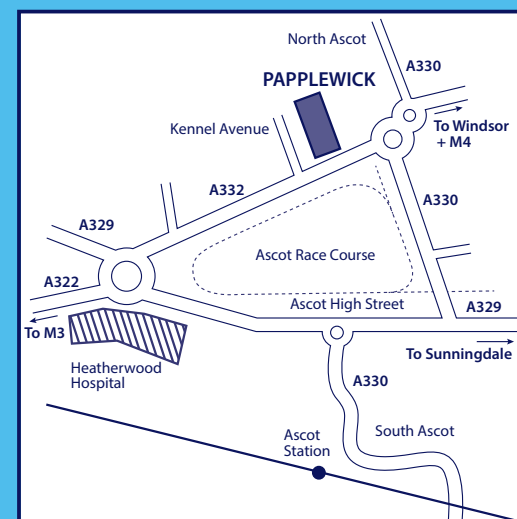 North Ascot
A330
PAPPLEWICK
To Windsor
+ M4
Kennel Avenue
A332
A330
A329
Ascot Race Course
A322
Ascot High Street
A329
To M3
To Sunningdale
Heatherwood
Hospital
A330
Ascot
Station
South Ascot